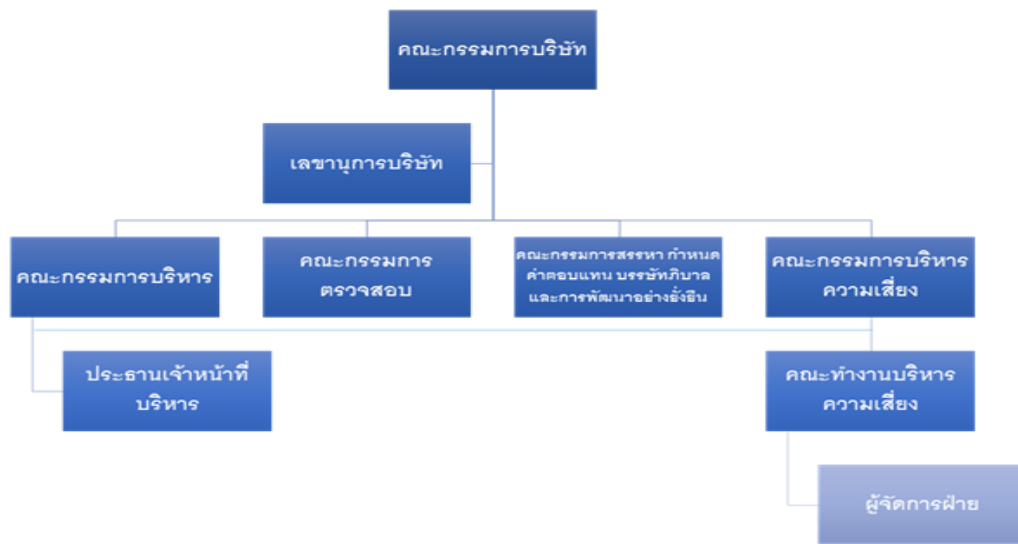 คณะกรรมการบริษัท
เลขานุการบริษัท
คณะกรรมการบริหาร
คณะกรรมการ
ตรวจสอบ
คณะกรรมการสรรหา กำหนด
ค่าตอบแทน บรรษัทภิบาล
และการพัฒนาอย่างยั่งยืน
คณะกรรมการบริหาร
ความเสี่ยง
ประธานเจ้าหน้าที่
บริหาร
คณะทำงานบริหาร
ความเสี่ยง
ผู้จัดการฝ่าย